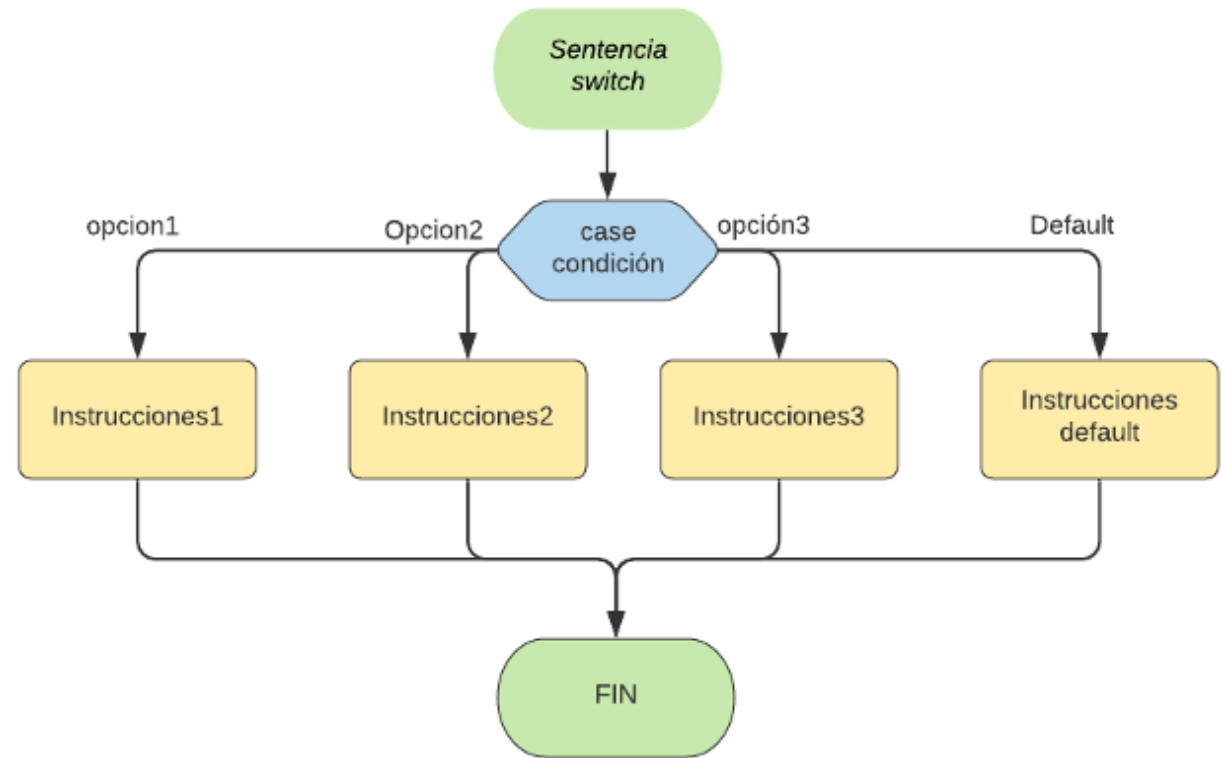 Sentencia
switch
opcion1
Opcion2
case
condición
opción3
Default
Instrucciones1
Instrucciones2
Instrucciones3
Instrucciones
default
FIN